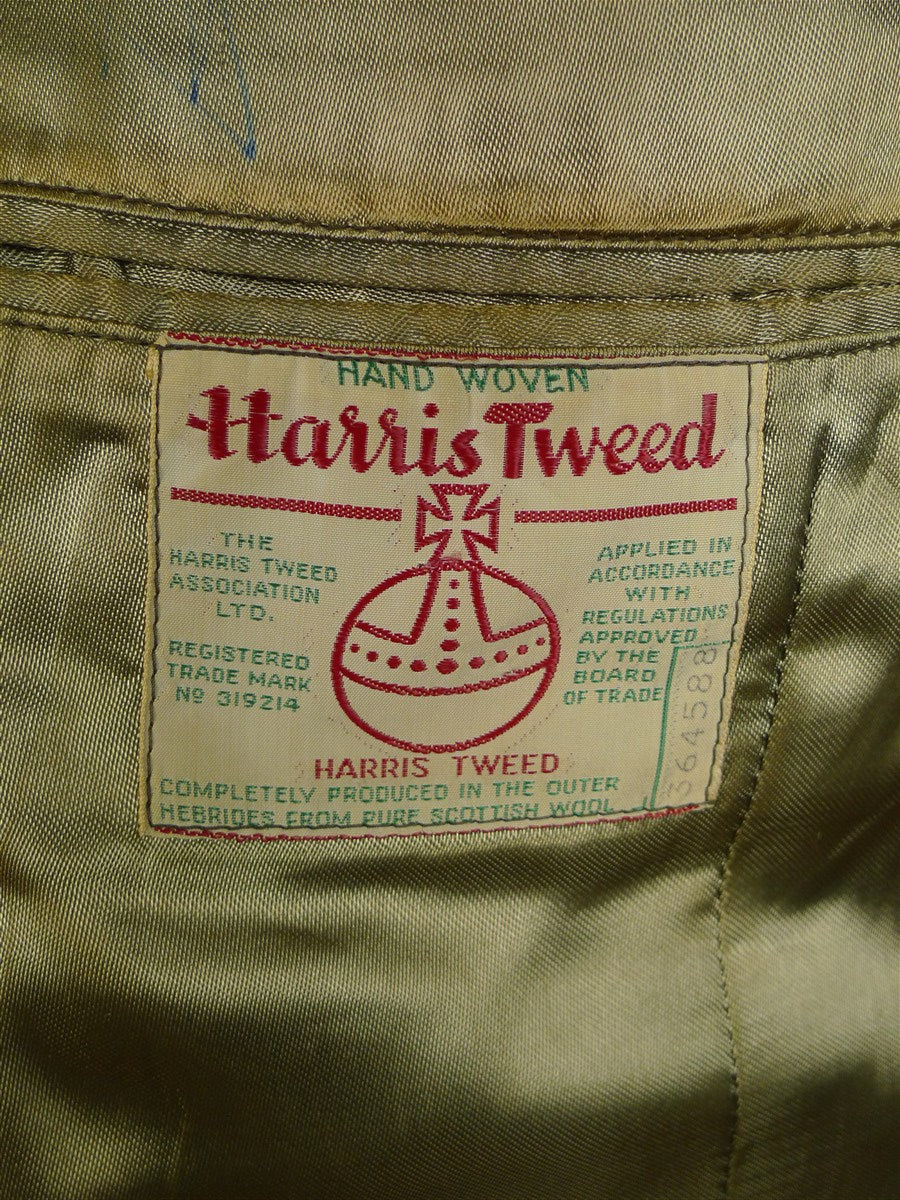 HAND WOVEN
Harris Tweed
THE
HARRIS TWEED
ASSOCIATION
LTD.
REGISTERED
TRADE MARK
Nº 319214
APPLIED IN
ACCORDANCE
WITH
REGULATIONS
APPROVED
BY THE
BOARD
OF TRADE
364588
HARRIS TWEED
COMPLETELY PRODUCED IN THE OUTER
HEBRIDES FROM PURE SCOTTISH WOOL